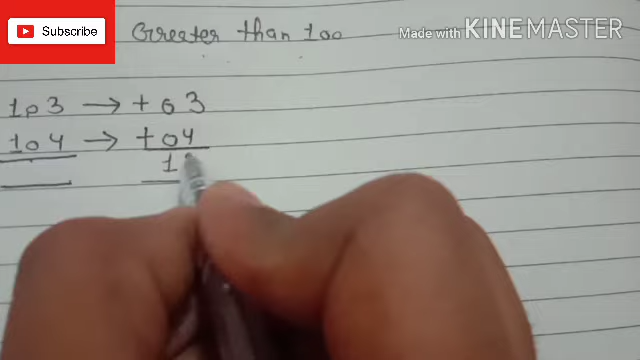 Subscribe
Greater than 100
Made with KINEMASTER
103 → + 03
104 → + 04
1